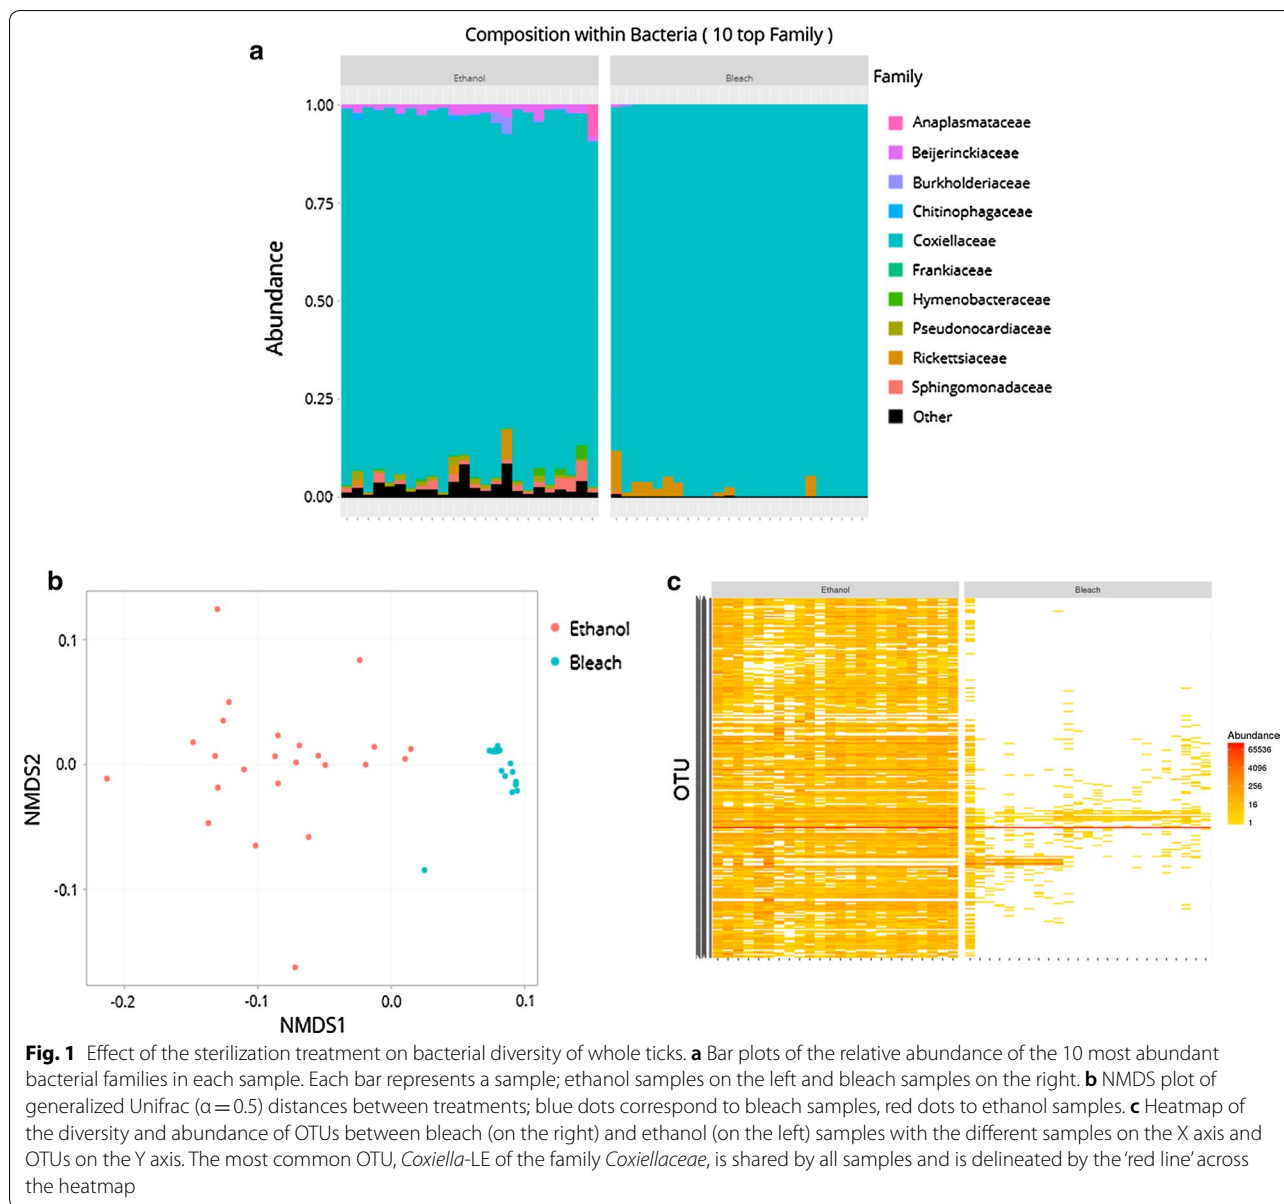 a
Composition within Bacteria ( 10 top Family )
Ethanol
Bleach
Family
1.00
0.75
0.50
0.25
0.00
Abundance
Anaplasmataceae
Beijerinckiaceae
Burkholderiaceae
Chitinophagaceae
Coxiellaceae
Frankiaceae
Hymenobacteraceae
Pseudonocardiaceae
Rickettsiaceae
Sphingomonadaceae
Other
b
0.1
0.0
-0.1
NMDS2
-0.2
-0.1
0.0
0.1
NMDS1
Ethanol
Bleach
c
Ethanol
Bleach
OTU
Abundance
65536
4096
256
16
1
Fig. 1 Effect of the sterilization treatment on bacterial diversity of whole ticks. a Bar plots of the relative abundance of the 10 most abundant
bacterial families in each sample. Each bar represents a sample; ethanol samples on the left and bleach samples on the right. b NMDS plot of
generalized Unifrac (α = 0.5) distances between treatments; blue dots correspond to bleach samples, red dots to ethanol samples. c Heatmap of
the diversity and abundance of OTUs between bleach (on the right) and ethanol (on the left) samples with the different samples on the X axis and
OTUs on the Y axis. The most common OTU, Coxiella-LE of the family Coxiellaceae, is shared by all samples and is delineated by the ‘red line’ across
the heatmap